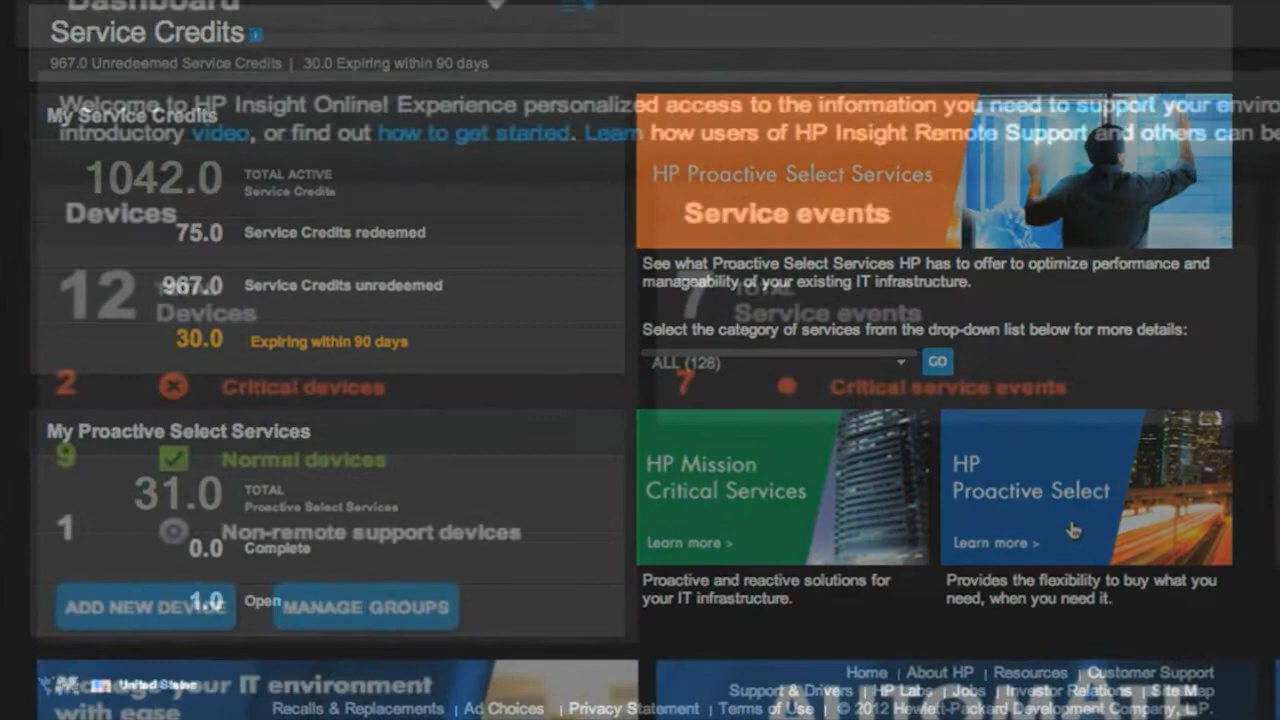 Dashboard
Service Credits
967.0 Unredeemed Service Credits | 30.0 Expiring within 90 days
Welcome to HP Insight Online! Experience personalized access to the information you need to support your enviro
My Service Credits
introductory video, or find out how to get started. Learn how users of HP Insight Remote Support and others can be
1042.0 TOTAL ACTIVE
Service Credits
Devices
75.0 Service Credits redeemed
967.0 Service Credits unredeemed
12
Devices
30.0 Expiring within 90 days
2 Critical devices
My Proactive Select Services
9 Normal devices
31.0 TOTAL
Proactive Select Services
1 Non-remote support devices
0.0 Complete
1.0 Open
ADD NEW DEVICE MANAGE GROUPS
HP Proactive Select Services
Service events
See what Proactive Select Services HP has to offer to optimize performance and
manageability of your existing IT infrastructure.
7 TOTAL
Service events
Select the category of services from the drop-down list below for more details:
ALL (128) GO
7 Critical service events
HP Mission
Critical Services
Learn more >
HP
Proactive Select
Learn more >
Proactive and reactive solutions for
your IT infrastructure.
Provides the flexibility to buy what you
need, when you need it.
your IT environment
with ease
United States
Home | About HP | Resources | Customer Support
Support & Drivers | HP Labs | Jobs | Investor Relations | Site Map
Recalls & Replacements | Ad Choices | Privacy Statement | Terms of Use | © 2012 Hewlett-Packard Development Company, L.P.